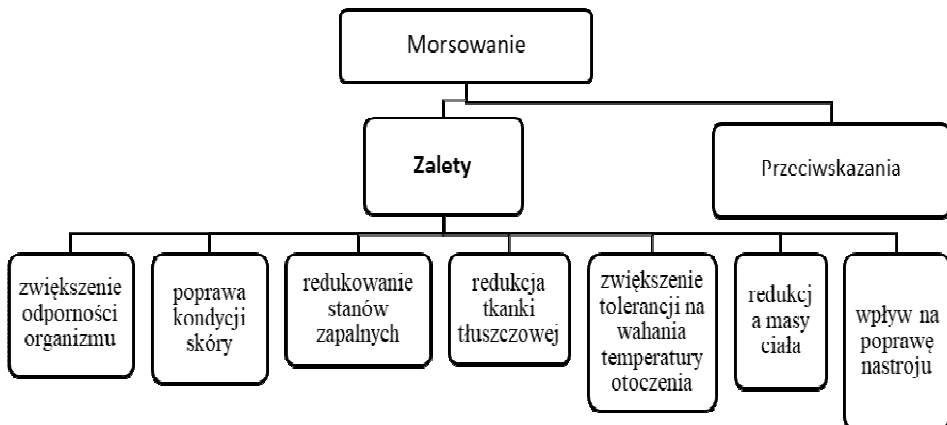 Morsowanie
Zalety
Przeciwskazania
zwiększenie
odporności
organizmu
poprawa
kondycji
skóry
redukowanie
stanów
zapalnych
redukcja
tkanki
tłuszczowej
zwiększenie
tolerancji na
wahania
temperatury
otoczenia
redukcj
a masy
ciała
wpływ na
poprawę
nastroju